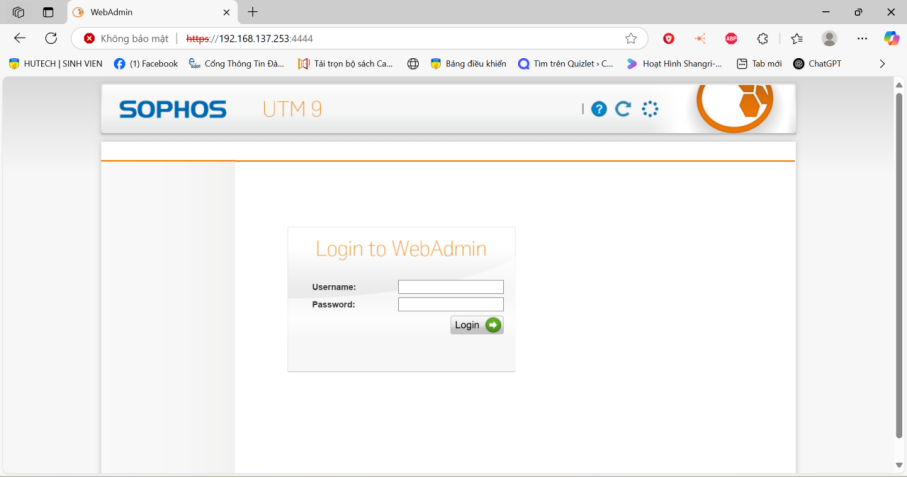 WebAdmin
Không bảo mật | https://192.168.137.253:4444
ABP
HUTECH | SINH VIEN (1) Facebook Cổng Thông Tin Đà... Tải trọn bộ sách Ca... Bảng điều khiển Tìm trên Quizlet › C... Hoạt Hình Shangri-... Tab mới ChatGPT
SOPHOS UTM 9 | ?
Login to WebAdmin
Username:
Password:
Login